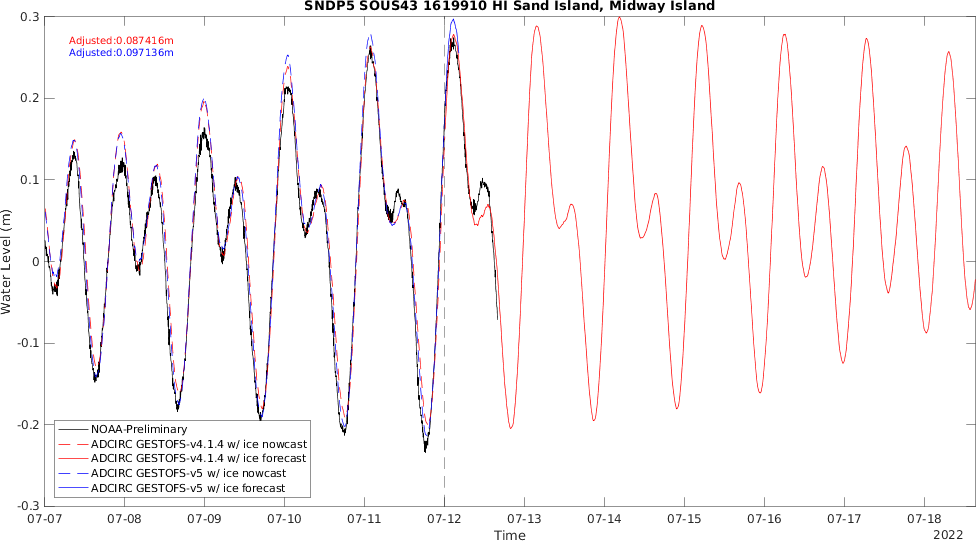 SNDP5 SOUS43 1619910 HI Sand Island, Midway Island
0.3
Adjusted:0.087416m
Adjusted:0.097136m
0.2
0.1
0
-0.1
-0.2
-0.3
Water Level (m)
NOAA-Preliminary
ADCIRC GESTOFS-v4.1.4 w/ ice nowcast
ADCIRC GESTOFS-v4.1.4 w/ ice forecast
ADCIRC GESTOFS-v5 w/ ice nowcast
ADCIRC GESTOFS-v5 w/ ice forecast
07-07 07-08 07-09 07-10 07-11 07-12 07-13 07-14 07-15 07-16 07-17 07-18
Time
2022